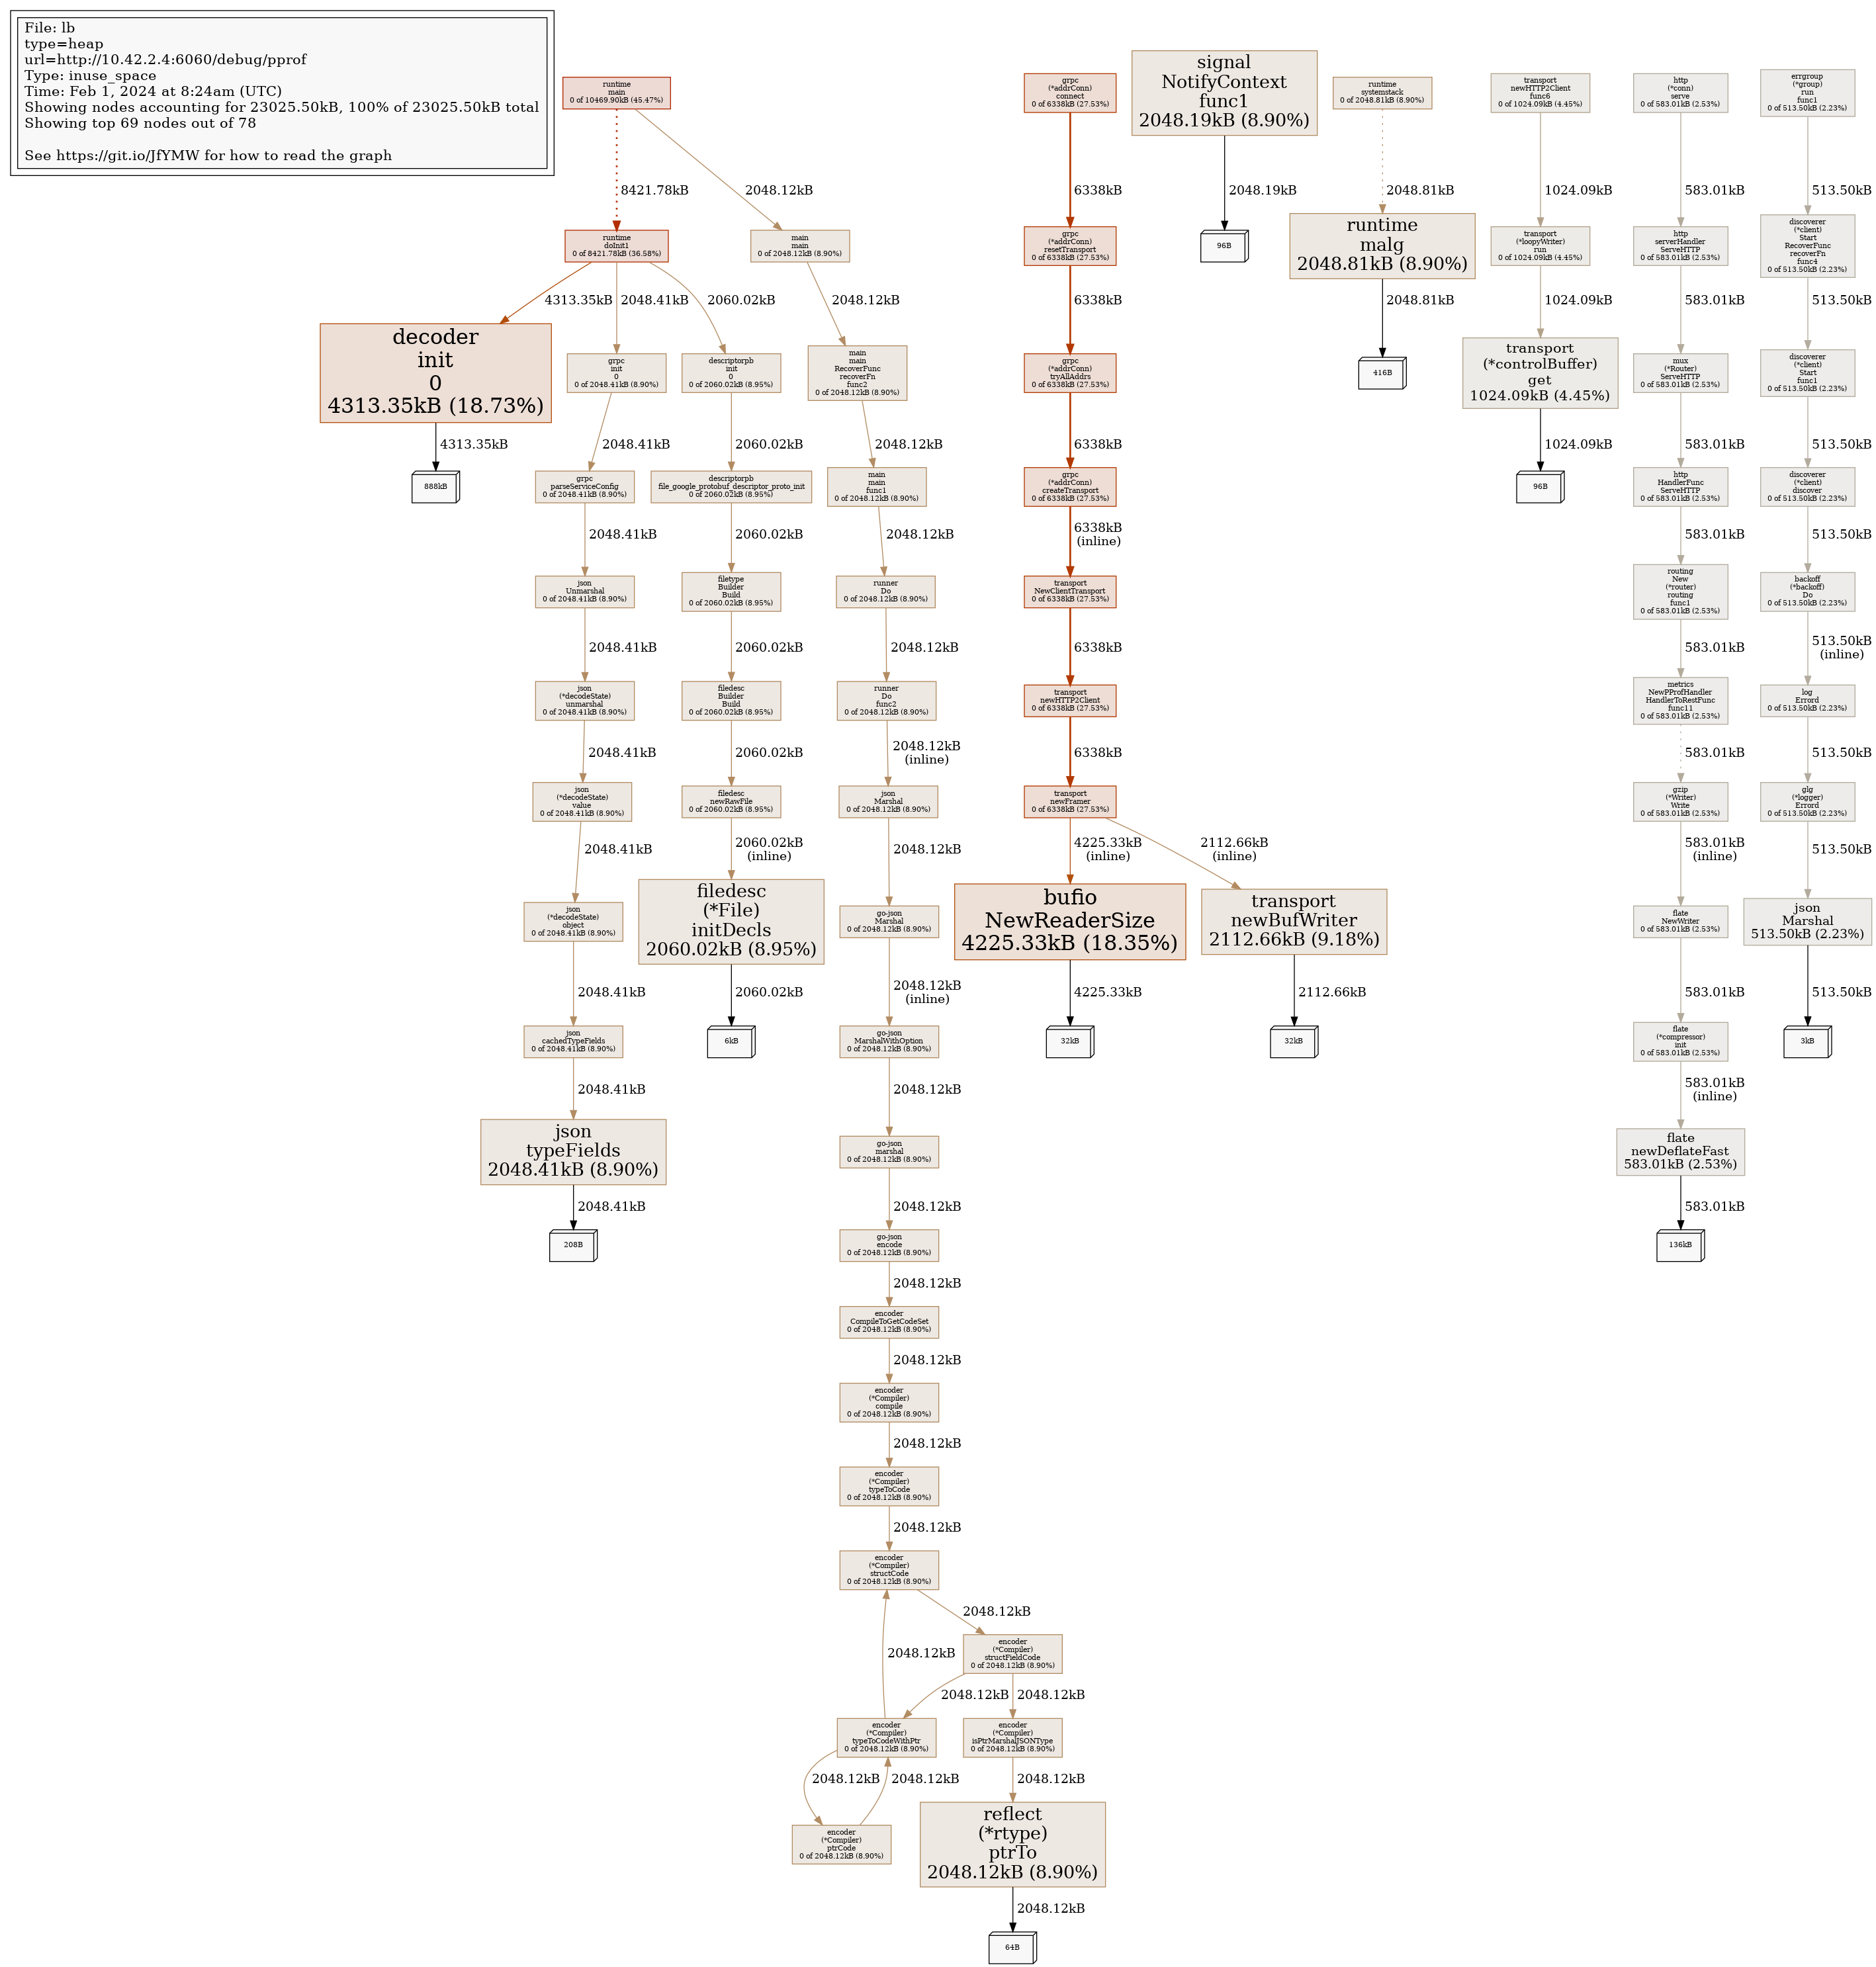 File: lb
type=heap
url=http://10.42.2.4:6060/debug/pprof
Type: inuse_space
Time: Feb 1, 2024 at 8:24am (UTC)
Showing nodes accounting for 23025.50kB, 100% of 23025.50kB total
Showing top 69 nodes out of 78
See https://git.io/JfYMW for how to read the graph
runtime
main
0 of 10469.90kB (45.47%)
8421.78kB
2048.12kB
runtime
doInit1
0 of 8421.78kB (36.58%)
main
main
0 of 2048.12kB (8.90%)
4313.35kB
2048.41kB
2060.02kB
2048.12kB
decoder
init
0
4313.35kB (18.73%)
4313.35kB
888kB
grpc
init
0
0 of 2048.41kB (8.90%)
2048.41kB
grpc
parseServiceConfig
0 of 2048.41kB (8.90%)
2048.41kB
json
Unmarshal
0 of 2048.41kB (8.90%)
2048.41kB
json
(*decodeState)
unmarshal
0 of 2048.41kB (8.90%)
2048.41kB
json
(*decodeState)
value
0 of 2048.41kB (8.90%)
2048.41kB
json
(*decodeState)
object
0 of 2048.41kB (8.90%)
2048.41kB
json
cachedTypeFields
0 of 2048.41kB (8.90%)
2048.41kB
json
typeFields
2048.41kB (8.90%)
2048.41kB
208B
descriptorpb
init
0
0 of 2060.02kB (8.95%)
2060.02kB
descriptorpb
file_google_protobuf_descriptor_proto_init
0 of 2060.02kB (8.95%)
2060.02kB
filetype
Builder
Build
0 of 2060.02kB (8.95%)
2060.02kB
filedesc
Builder
Build
0 of 2060.02kB (8.95%)
2060.02kB
filedesc
newRawFile
0 of 2060.02kB (8.95%)
2060.02kB
(inline)
filedesc
(*File)
initDecls
2060.02kB (8.95%)
2060.02kB
6kB
main
main
RecoverFunc
recoverFn
func2
0 of 2048.12kB (8.90%)
2048.12kB
main
main
func1
0 of 2048.12kB (8.90%)
2048.12kB
runner
Do
0 of 2048.12kB (8.90%)
2048.12kB
runner
Do
func2
0 of 2048.12kB (8.90%)
2048.12kB
(inline)
json
Marshal
0 of 2048.12kB (8.90%)
2048.12kB
go-json
Marshal
0 of 2048.12kB (8.90%)
2048.12kB
(inline)
go-json
MarshalWithOption
0 of 2048.12kB (8.90%)
2048.12kB
go-json
marshal
0 of 2048.12kB (8.90%)
2048.12kB
go-json
encode
0 of 2048.12kB (8.90%)
2048.12kB
encoder
CompileToGetCodeSet
0 of 2048.12kB (8.90%)
2048.12kB
encoder
(*Compiler)
compile
0 of 2048.12kB (8.90%)
2048.12kB
encoder
(*Compiler)
typeToCode
0 of 2048.12kB (8.90%)
2048.12kB
encoder
(*Compiler)
structCode
0 of 2048.12kB (8.90%)
2048.12kB
encoder
(*Compiler)
structFieldCode
0 of 2048.12kB (8.90%)
2048.12kB
2048.12kB
2048.12kB
encoder
(*Compiler)
typeToCodeWithPtr
0 of 2048.12kB (8.90%)
encoder
(*Compiler)
isPtrMarshalJSONType
0 of 2048.12kB (8.90%)
2048.12kB
2048.12kB
2048.12kB
encoder
(*Compiler)
ptrCode
0 of 2048.12kB (8.90%)
reflect
(*rtype)
ptrTo
2048.12kB (8.90%)
2048.12kB
64B
grpc
(*addrConn)
connect
0 of 6338kB (27.53%)
6338kB
grpc
(*addrConn)
resetTransport
0 of 6338kB (27.53%)
6338kB
grpc
(*addrConn)
tryAllAddrs
0 of 6338kB (27.53%)
6338kB
grpc
(*addrConn)
createTransport
0 of 6338kB (27.53%)
6338kB
(inline)
transport
NewClientTransport
0 of 6338kB (27.53%)
6338kB
transport
newHTTP2Client
0 of 6338kB (27.53%)
6338kB
transport
newFramer
0 of 6338kB (27.53%)
4225.33kB
(inline)
2112.66kB
(inline)
bufio
NewReaderSize
4225.33kB (18.35%)
4225.33kB
32kB
transport
newBufWriter
2112.66kB (9.18%)
2112.66kB
32kB
signal
NotifyContext
func1
2048.19kB (8.90%)
2048.19kB
96B
runtime
systemstack
0 of 2048.81kB (8.90%)
2048.81kB
runtime
malg
2048.81kB (8.90%)
2048.81kB
416B
transport
newHTTP2Client
func6
0 of 1024.09kB (4.45%)
1024.09kB
transport
(*loopyWriter)
run
0 of 1024.09kB (4.45%)
1024.09kB
transport
(*controlBuffer)
get
1024.09kB (4.45%)
1024.09kB
96B
http
(*conn)
serve
0 of 583.01kB (2.53%)
583.01kB
http
serverHandler
ServeHTTP
0 of 583.01kB (2.53%)
583.01kB
mux
(*Router)
ServeHTTP
0 of 583.01kB (2.53%)
583.01kB
http
HandlerFunc
ServeHTTP
0 of 583.01kB (2.53%)
583.01kB
routing
New
(*router)
routing
func1
0 of 583.01kB (2.53%)
583.01kB
metrics
NewPProfHandler
HandlerToRestFunc
func11
0 of 583.01kB (2.53%)
583.01kB
gzip
(*Writer)
Write
0 of 583.01kB (2.53%)
583.01kB
(inline)
flate
NewWriter
0 of 583.01kB (2.53%)
583.01kB
flate
(*compressor)
init
0 of 583.01kB (2.53%)
583.01kB
(inline)
flate
newDeflateFast
583.01kB (2.53%)
583.01kB
136kB
errgroup
(*group)
run
func1
0 of 513.50kB (2.23%)
513.50kB
discoverer
(*client)
Start
RecoverFunc
recoverFn
func4
0 of 513.50kB (2.23%)
513.50kB
discoverer
(*client)
Start
func1
0 of 513.50kB (2.23%)
513.50kB
discoverer
(*client)
discover
0 of 513.50kB (2.23%)
513.50kB
backoff
(*backoff)
Do
0 of 513.50kB (2.23%)
513.50kB
(inline)
log
Errord
0 of 513.50kB (2.23%)
513.50kB
glg
(*logger)
Errord
0 of 513.50kB (2.23%)
513.50kB
json
Marshal
513.50kB (2.23%)
513.50kB
3kB